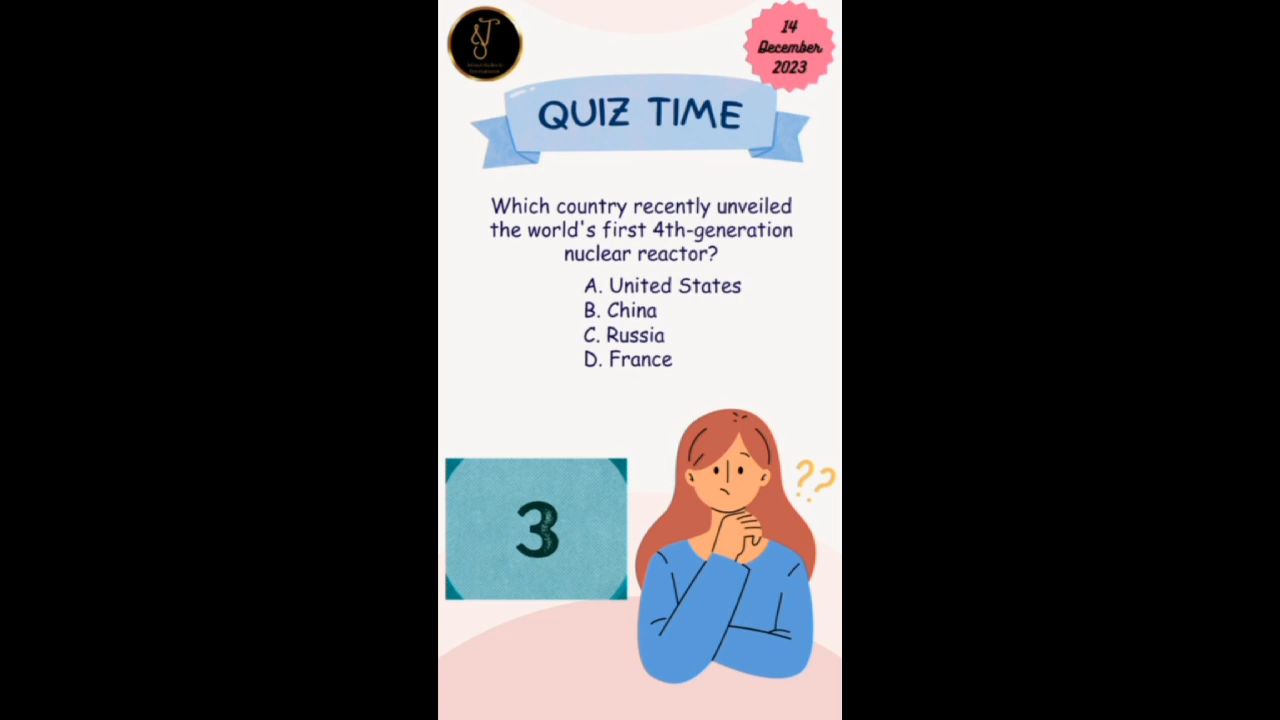 14
December
2023
QUIZ TIME
Which country recently unveiled
the world's first 4th-generation
nuclear reactor?
A. United States
B. China
C. Russia
D. France
??
3